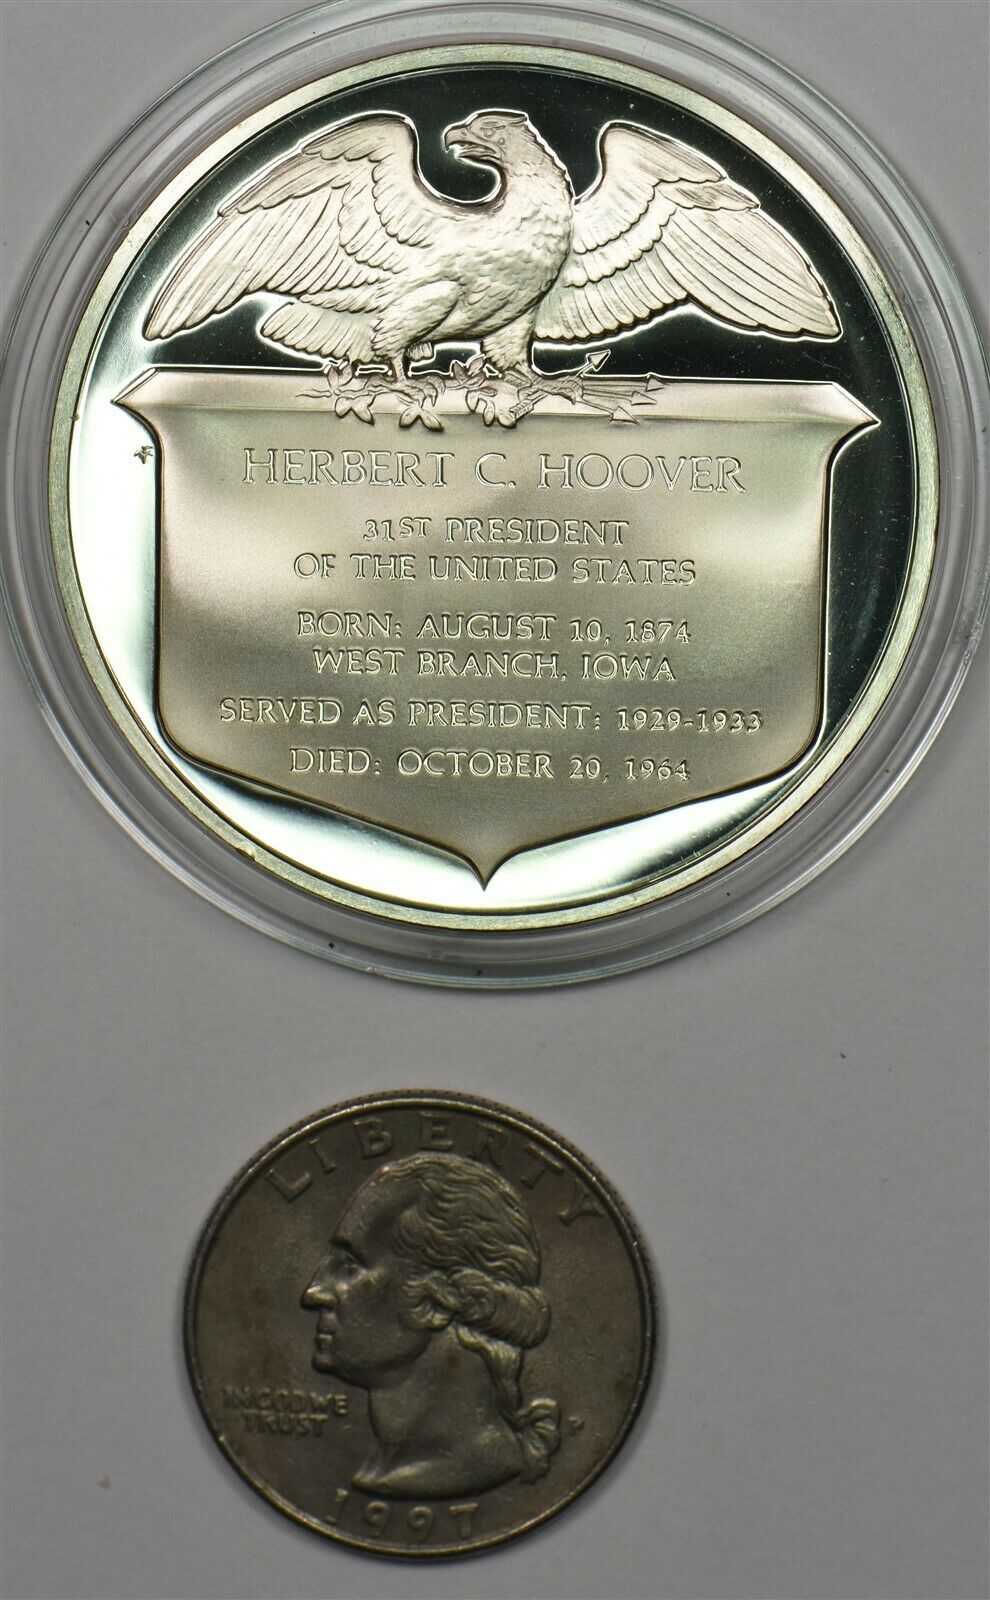 HERBERT C. HOOVER
31ST PRESIDENT
OF THE UNITED STATES
BORN: AUGUST 10, 1874
WEST BRANCH, IOWA
SERVED AS PRESIDENT: 1929-1933
DIED: OCTOBER 20, 1964
LIBERTY
IN GOD WE
TRUST
P
1997